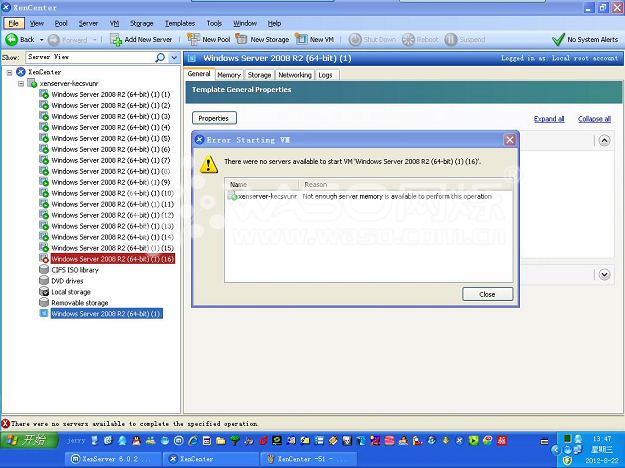 XenCenter
File View Pool Server VM Storage Templates Tools Window Help
Back Forward Add New Server New Pool New Storage New VM Shut Down Reboot Suspend No System Alerts
Show: Server View
Windows Server 2008 R2 (64-bit) (1) Logged in as: Local root account
XenCenter
xenserver-kecsvunr
Windows Server 2008 R2 (64-bit) (1) (1)
Windows Server 2008 R2 (64-bit) (1) (2)
Windows Server 2008 R2 (64-bit) (1) (3)
Windows Server 2008 R2 (64-bit) (1) (4)
Windows Server 2008 R2 (64-bit) (1) (5)
Windows Server 2008 R2 (64-bit) (1) (6)
Windows Server 2008 R2 (64-bit) (1) (7)
Windows Server 2008 R2 (64-bit) (1) (8)
Windows Server 2008 R2 (64-bit) (1) (9)
Windows Server 2008 R2 (64-bit) (1) (10)
Windows Server 2008 R2 (64-bit) (1) (11)
Windows Server 2008 R2 (64-bit) (1) (12)
Windows Server 2008 R2 (64-bit) (1) (13)
Windows Server 2008 R2 (64-bit) (1) (14)
Windows Server 2008 R2 (64-bit) (1) (15)
Windows Server 2008 R2 (64-bit) (1) (16)
CIFS ISO library
DVD drives
Local storage
Removable storage
Windows Server 2008 R2 (64-bit) (1)
General Memory Storage Networking Logs
Template General Properties
Properties
Expand all Collapse all
Error Starting VM
There were no servers available to start VM 'Windows Server 2008 R2 (64-bit) (1) (16)'.
Name Reason
xenserver-kecsvunr Not enough server memory is available to perform this operation
Close
www.waso.com.cn
There were no servers available to complete the specified operation.
开始 jerry
13:47
星期三
2012-8-22
XenServer 6.0.2 ... XenCenter XenCenter -51 - ...